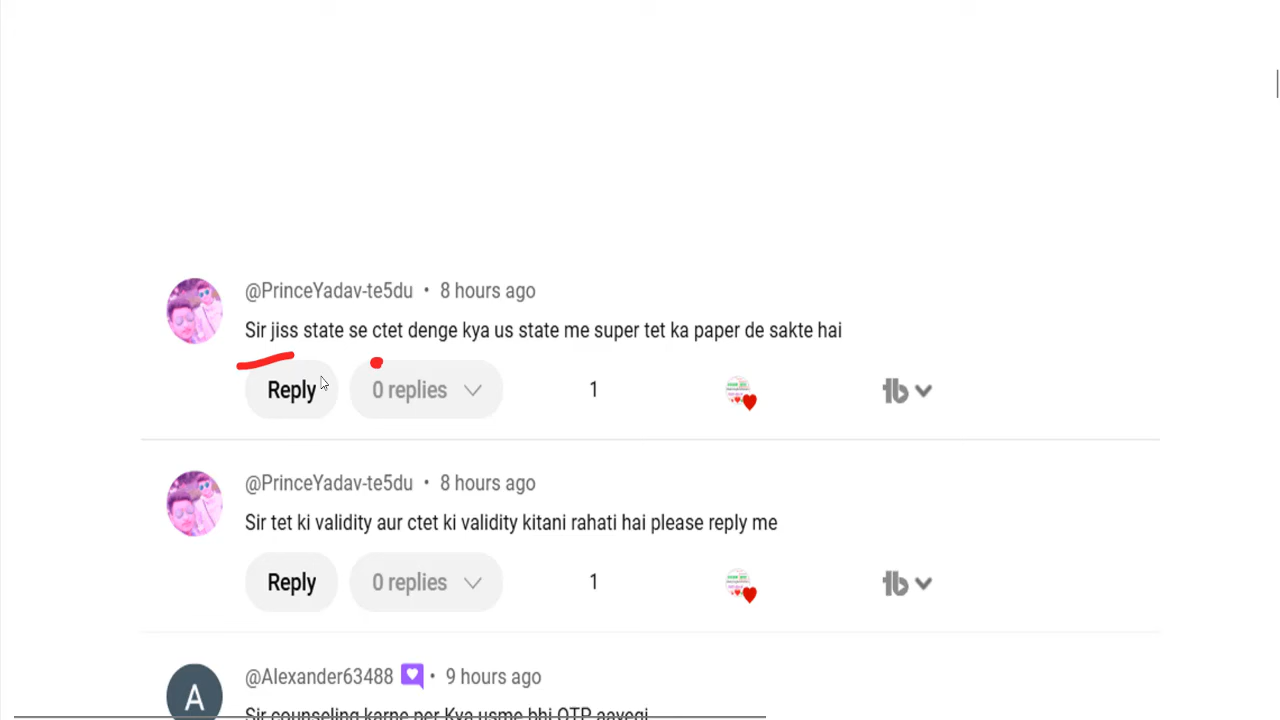 @PrinceYadav-te5du • 8 hours ago
Sir jiss state se ctet denge kya us state me super tet ka paper de sakte hai
Reply 0 replies 1
@PrinceYadav-te5du • 8 hours ago
Sir tet ki validity aur ctet ki validity kitani rahati hai please reply me
Reply 0 replies 1
A
@Alexander63488 • 9 hours ago
Sir counseling karne per Kya usme bhi OTP aayegi